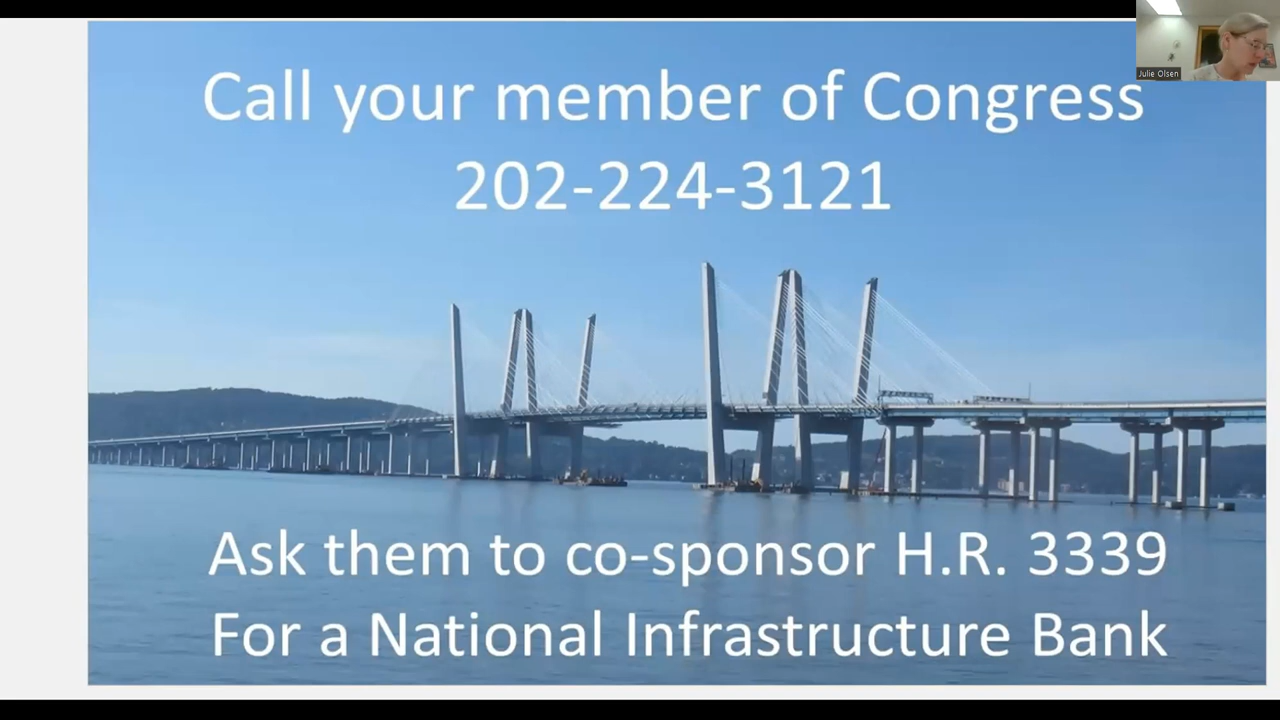 Call your member of Congress
202-224-3121
Ask them to co-sponsor H.R. 3339
For a National Infrastructure Bank
Julie Olsen